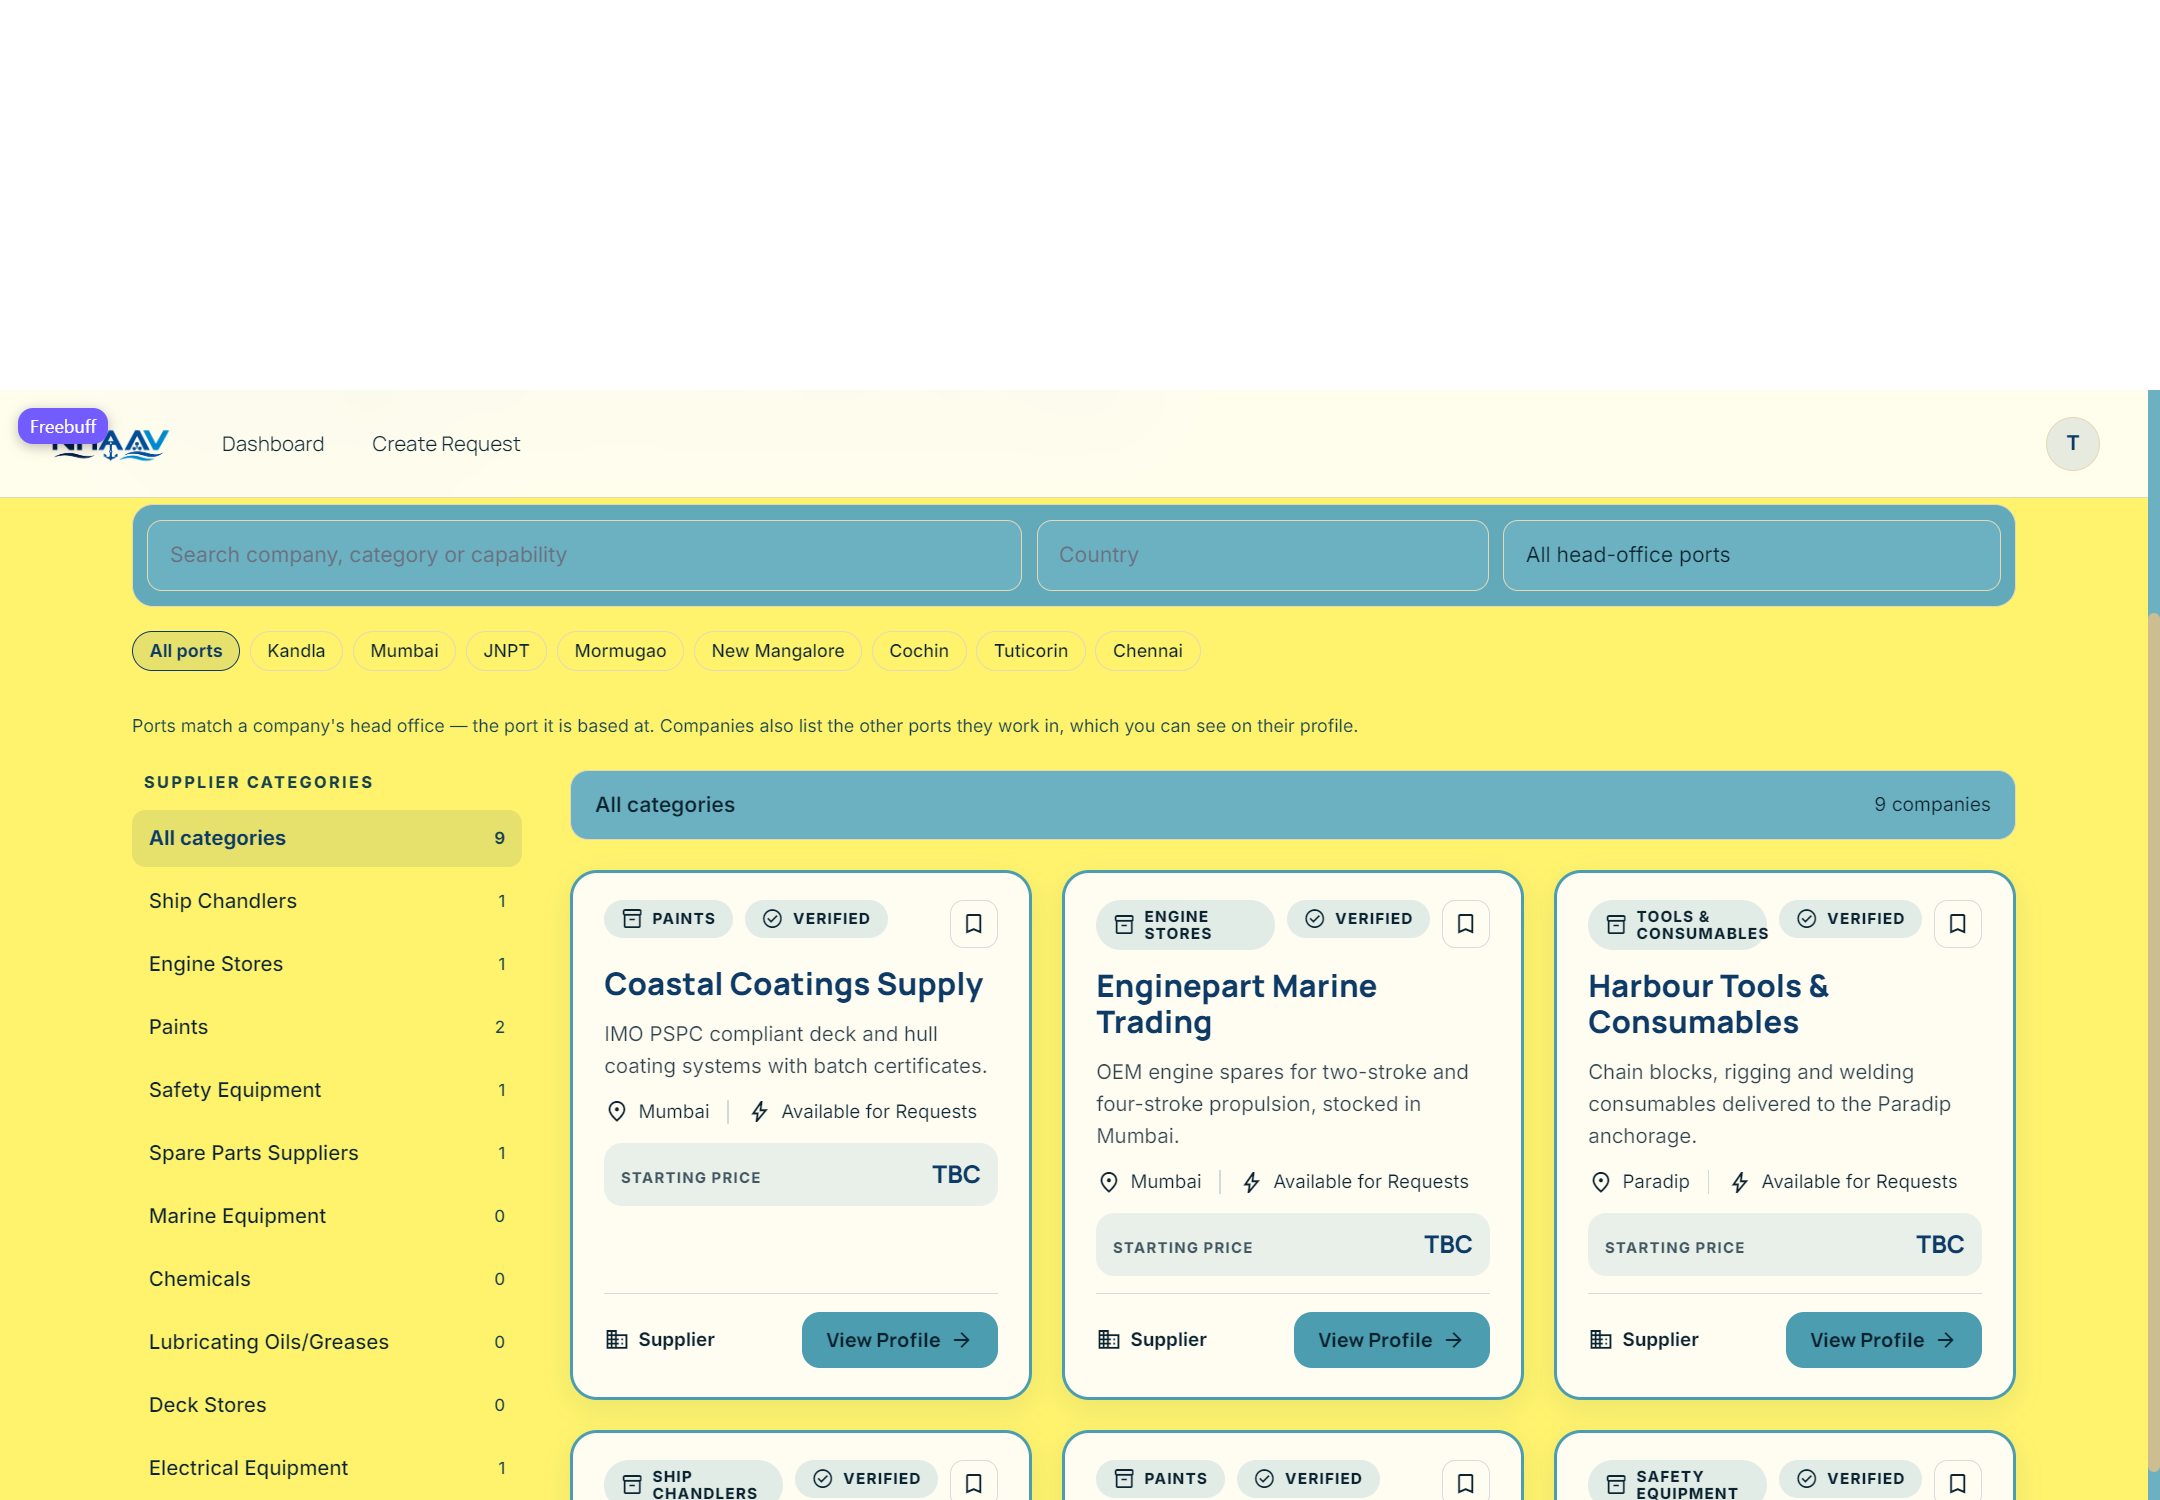 Freebuff
NHAAV
Dashboard
Create Request
T
Search company, category or capability
Country
All head-office ports
All ports
Kandla
Mumbai
JNPT
Mormugao
New Mangalore
Cochin
Tuticorin
Chennai
Ports match a company's head office — the port it is based at. Companies also list the other ports they work in, which you can see on their profile.
SUPPLIER CATEGORIES
All categories 9
Ship Chandlers 1
Engine Stores 1
Paints 2
Safety Equipment 1
Spare Parts Suppliers 1
Marine Equipment 0
Chemicals 0
Lubricating Oils/Greases 0
Deck Stores 0
Electrical Equipment 1
All categories
9 companies
PAINTS
VERIFIED
Coastal Coatings Supply
IMO PSPC compliant deck and hull
coating systems with batch certificates.
Mumbai
Available for Requests
STARTING PRICE
TBC
Supplier
View Profile
ENGINE
STORES
VERIFIED
Enginepart Marine
Trading
OEM engine spares for two-stroke and
four-stroke propulsion, stocked in
Mumbai.
Mumbai
Available for Requests
STARTING PRICE
TBC
Supplier
View Profile
TOOLS &
CONSUMABLES
VERIFIED
Harbour Tools &
Consumables
Chain blocks, rigging and welding
consumables delivered to the Paradip
anchorage.
Paradip
Available for Requests
STARTING PRICE
TBC
Supplier
View Profile
SHIP
CHANDLERS
VERIFIED
PAINTS
VERIFIED
SAFETY
EQUIPMENT
VERIFIED